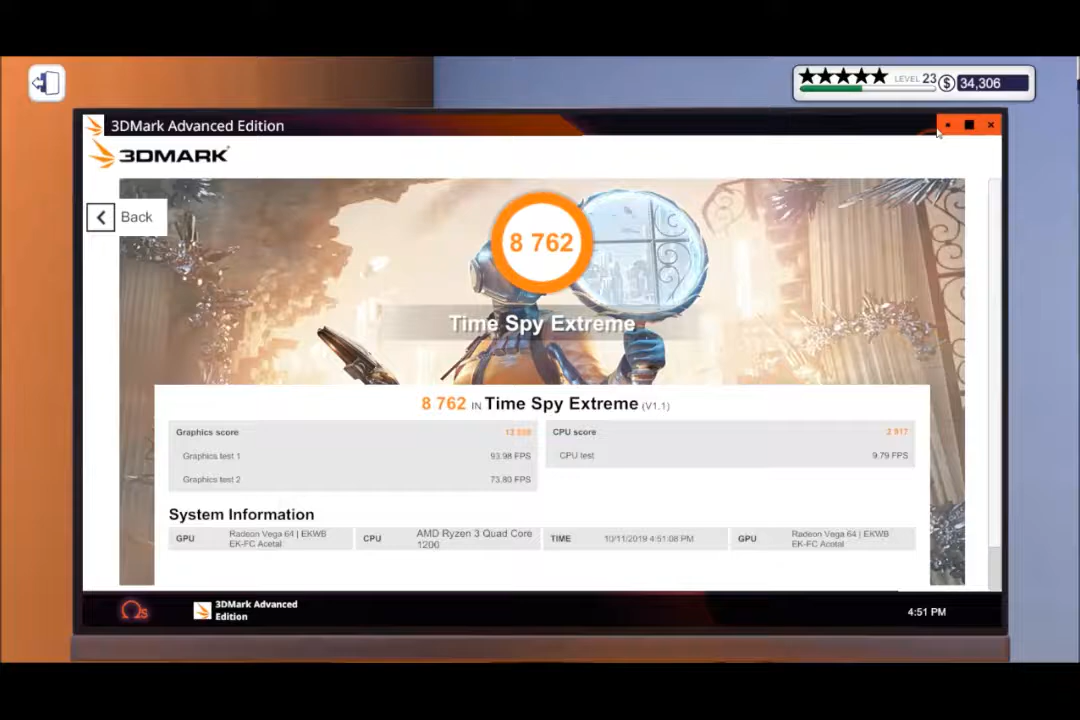 LEVEL 23 $ 34,306
3DMark Advanced Edition
3DMARK
Back
8 762
Time Spy Extreme
8 762 IN Time Spy Extreme (V1.1)
Graphics score
Graphics test 1 93.98 FPS
Graphics test 2 73.80 FPS
CPU score 2 917
CPU test 9.79 FPS
System Information
GPU Radeon Vega 64 | EKWB
EK-FC Acetal
CPU AMD Ryzen 3 Quad Core
1200
TIME 10/11/2019 4:51:08 PM
GPU Radeon Vega 64 | EKWB
EK-FC Acetal
Ωs
3DMark Advanced
Edition
4:51 PM